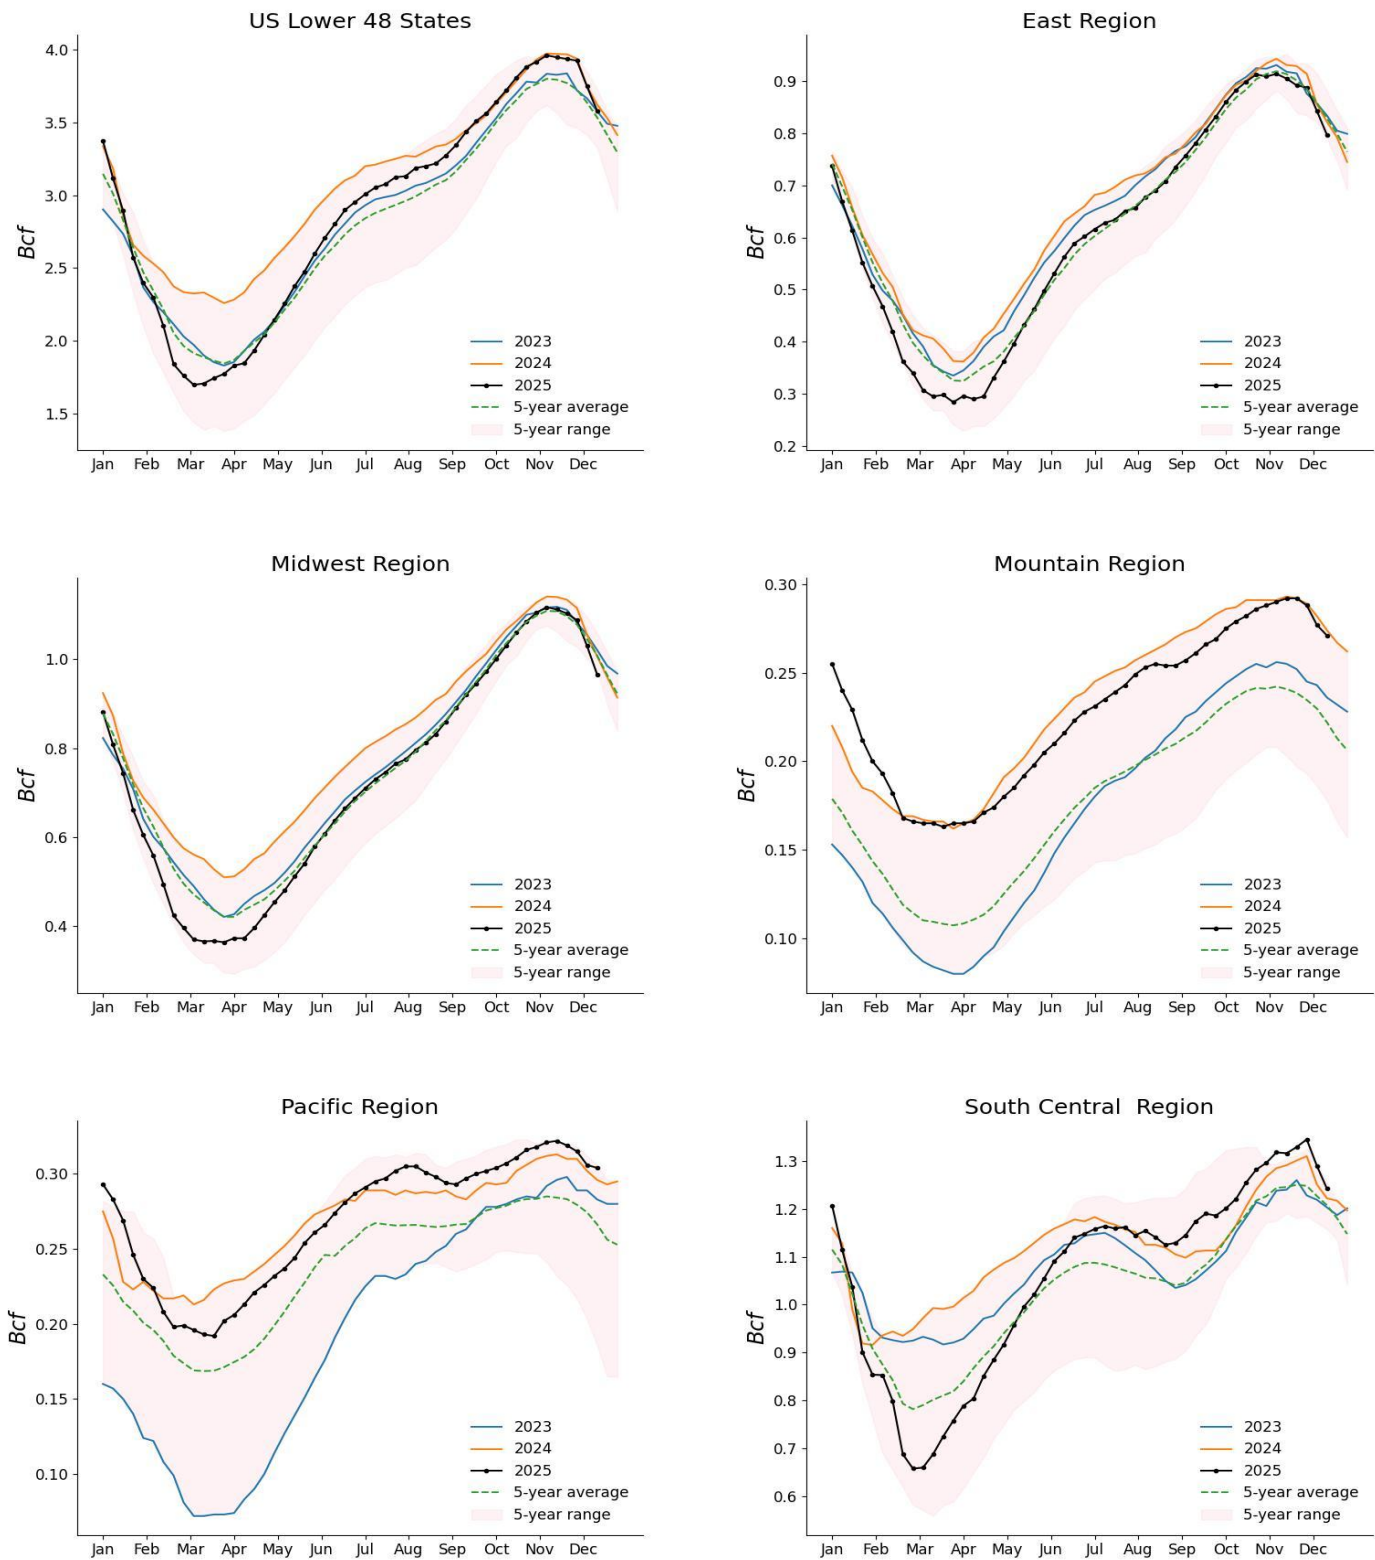 US Lower 48 States
Bcf
4.0
3.5
3.0
2.5
2.0
1.5
Jan Feb Mar Apr May Jun Jul Aug Sep Oct Nov Dec
2023
2024
2025
5-year average
5-year range
East Region
Bcf
0.9
0.8
0.7
0.6
0.5
0.4
0.3
0.2
Jan Feb Mar Apr May Jun Jul Aug Sep Oct Nov Dec
2023
2024
2025
5-year average
5-year range
Midwest Region
Bcf
1.0
0.8
0.6
0.4
Jan Feb Mar Apr May Jun Jul Aug Sep Oct Nov Dec
2023
2024
2025
5-year average
5-year range
Mountain Region
Bcf
0.30
0.25
0.20
0.15
0.10
Jan Feb Mar Apr May Jun Jul Aug Sep Oct Nov Dec
2023
2024
2025
5-year average
5-year range
Pacific Region
Bcf
0.30
0.25
0.20
0.15
0.10
Jan Feb Mar Apr May Jun Jul Aug Sep Oct Nov Dec
2023
2024
2025
5-year average
5-year range
South Central  Region
Bcf
1.3
1.2
1.1
1.0
0.9
0.8
0.7
0.6
Jan Feb Mar Apr May Jun Jul Aug Sep Oct Nov Dec
2023
2024
2025
5-year average
5-year range